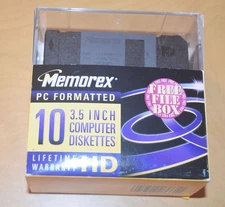 Memorex
PC FORMATTED
10 3.5 INCH
COMPUTER
DISKETTES
LIFETIME
WARRANTY HD
FREE
FILE
BOX